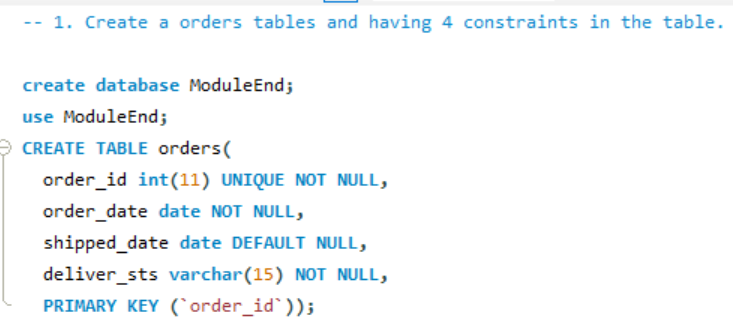 -- 1. Create a orders tables and having 4 constraints in the table.
create database ModuleEnd;
use ModuleEnd;
CREATE TABLE orders(
order_id int(11) UNIQUE NOT NULL,
order_date date NOT NULL,
shipped_date date DEFAULT NULL,
deliver_sts varchar(15) NOT NULL,
PRIMARY KEY (`order_id`));